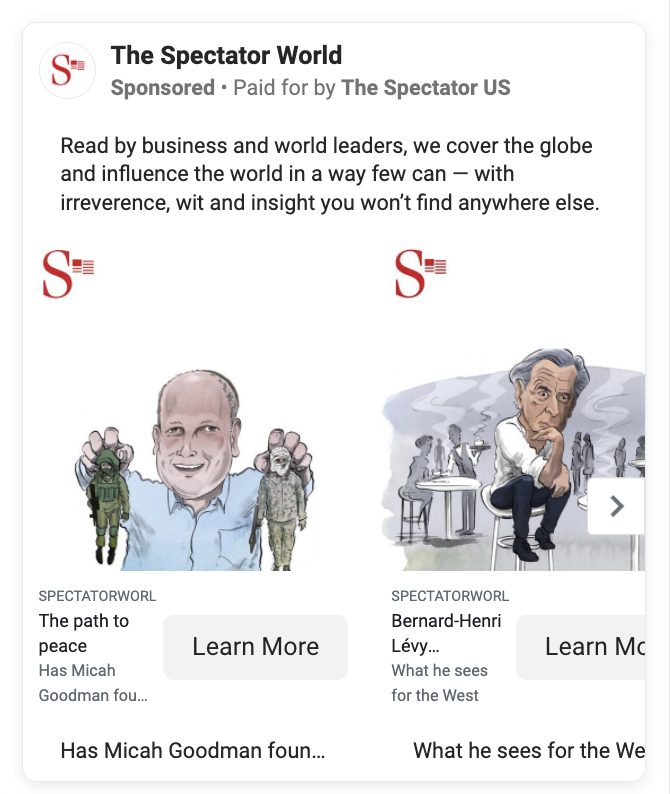 The Spectator World
Sponsored • Paid for by The Spectator US
Read by business and world leaders, we cover the globe
and influence the world in a way few can — with
irreverence, wit and insight you won’t find anywhere else.
S
S
SPECTATORWORL
The path to
peace
Has Micah
Goodman fou...
Learn More
Has Micah Goodman foun...
SPECTATORWORL
Bernard-Henri
Lévy...
What he sees
for the West
Learn Mo
What he sees for the We